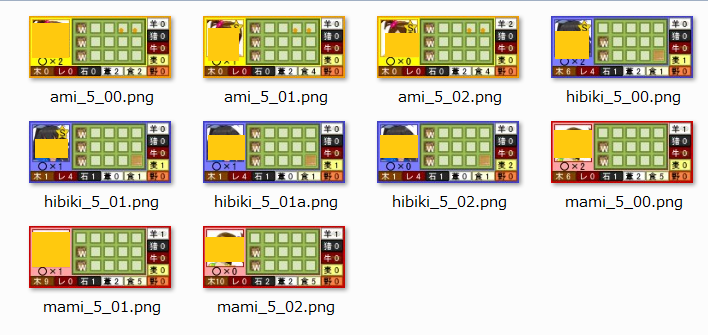 羊0 羊0 羊2 羊0
猪0 猪0 猪0 猪0
牛0 牛0 牛0 牛0
○×2 麦0 ○×1 麦0 ○×0 麦0 ○×2 麦1
木0 レ0 石0 葦2 食4 野0 木0 レ0 石0 葦2 食4 野0 木0 レ0 石0 葦2 食4 野0 木6 レ4 石1 葦2 食2 野0
ami_5_00.png ami_5_01.png ami_5_02.png hibiki_5_00.png
羊0 羊0 羊0 羊1
猪0 猪0 猪0 猪0
牛0 牛0 牛0 牛0
○×1 麦1 ○×1 麦0 ○×0 麦2 ○×2 麦0
木1 レ4 石1 葦0 食1 野0 木1 レ4 石1 葦0 食1 野0 木1 レ4 石1 葦0 食1 野0 木6 レ0 石1 葦2 食5 野0
hibiki_5_01.png hibiki_5_01a.png hibiki_5_02.png mami_5_00.png
羊1 羊1
猪0 猪0
牛0 牛0
○×1 麦0 ○×0 麦0
木9 レ0 石1 葦2 食5 野0 木10 レ0 石2 葦2 食5 野0
mami_5_01.png mami_5_02.png